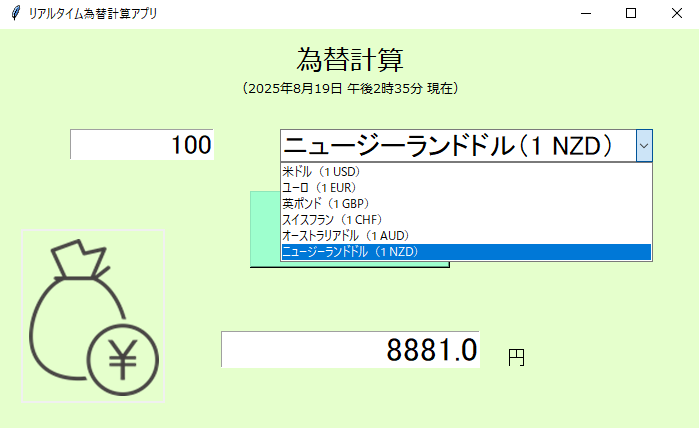 リアルタイム為替計算アプリ
為替計算
（2025年8月19日 午後2時35分 現在）
100
ニュージーランドドル（1 NZD）
米ドル（1 USD）
ユーロ（1 EUR）
英ポンド（1 GBP）
スイスフラン（1 CHF）
オーストラリアドル（1 AUD）
ニュージーランドドル（1 NZD）
¥
8881.0 円